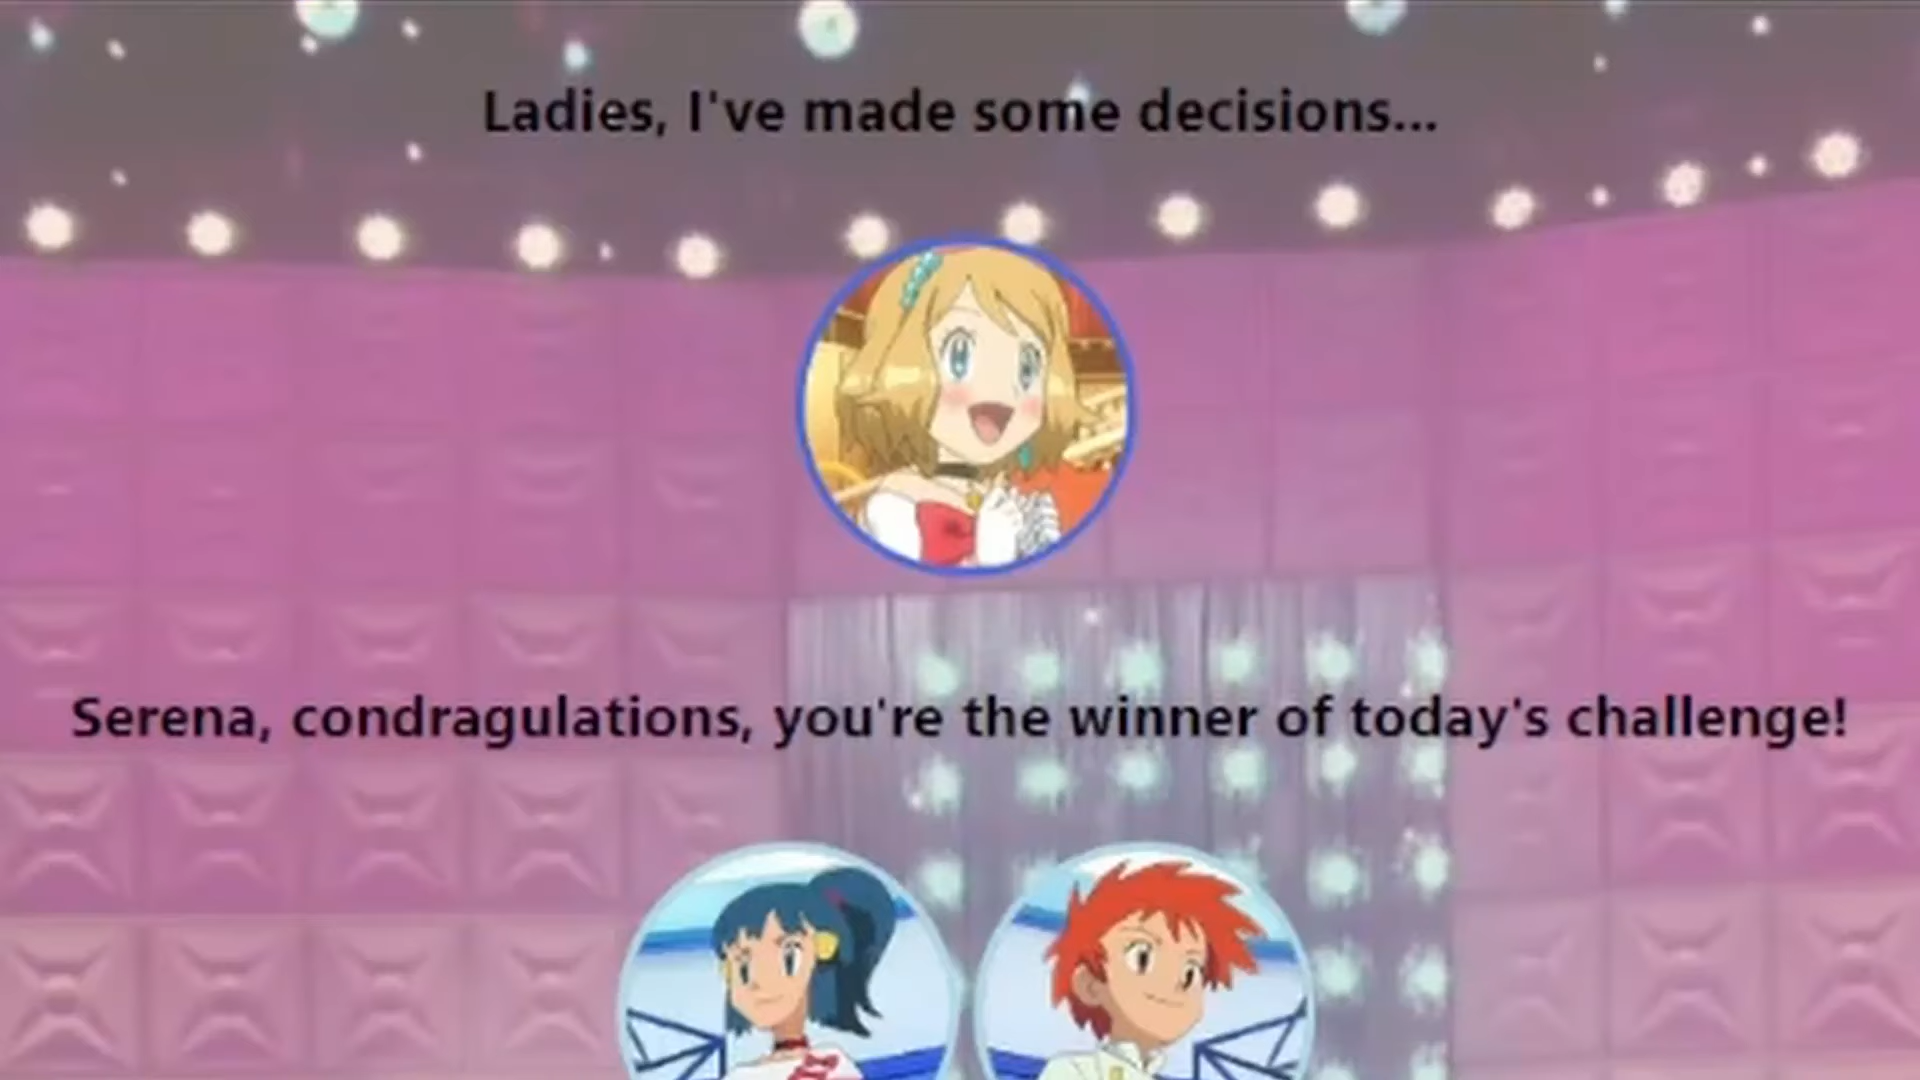 Ladies, I've made some decisions...
Serena, condragulations, you're the winner of today's challenge!